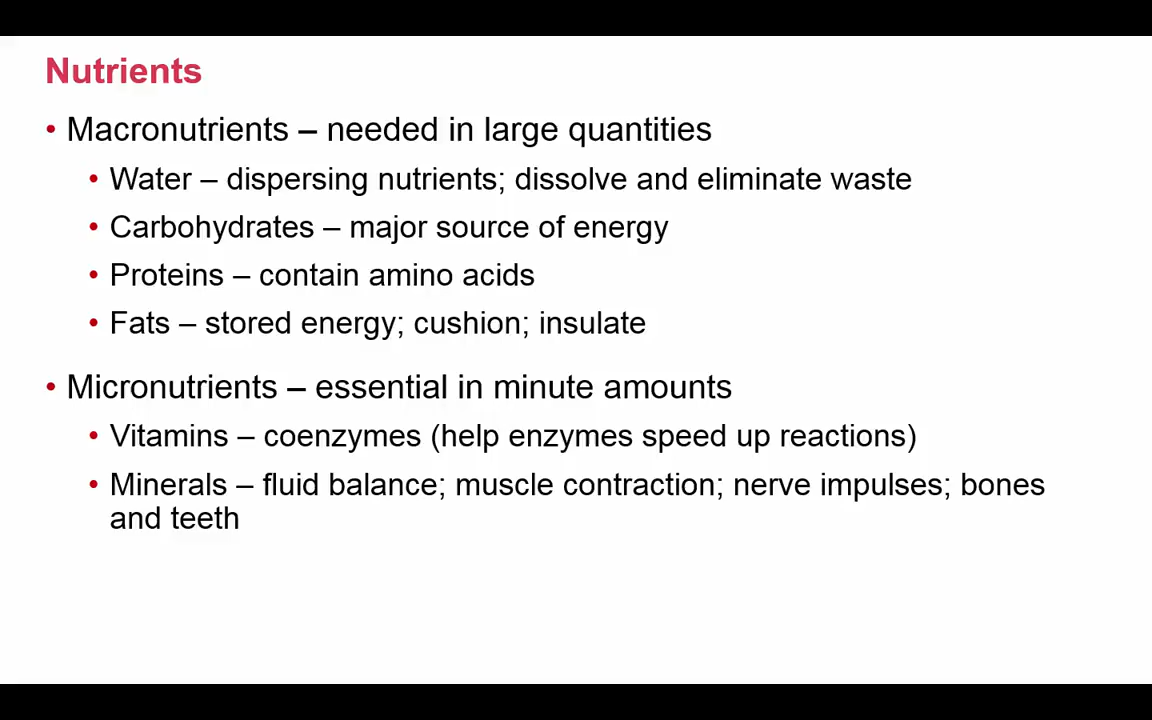 Nutrients
• Macronutrients – needed in large quantities
• Water – dispersing nutrients; dissolve and eliminate waste
• Carbohydrates – major source of energy
• Proteins – contain amino acids
• Fats – stored energy; cushion; insulate
• Micronutrients – essential in minute amounts
• Vitamins – coenzymes (help enzymes speed up reactions)
• Minerals – fluid balance; muscle contraction; nerve impulses; bones
and teeth